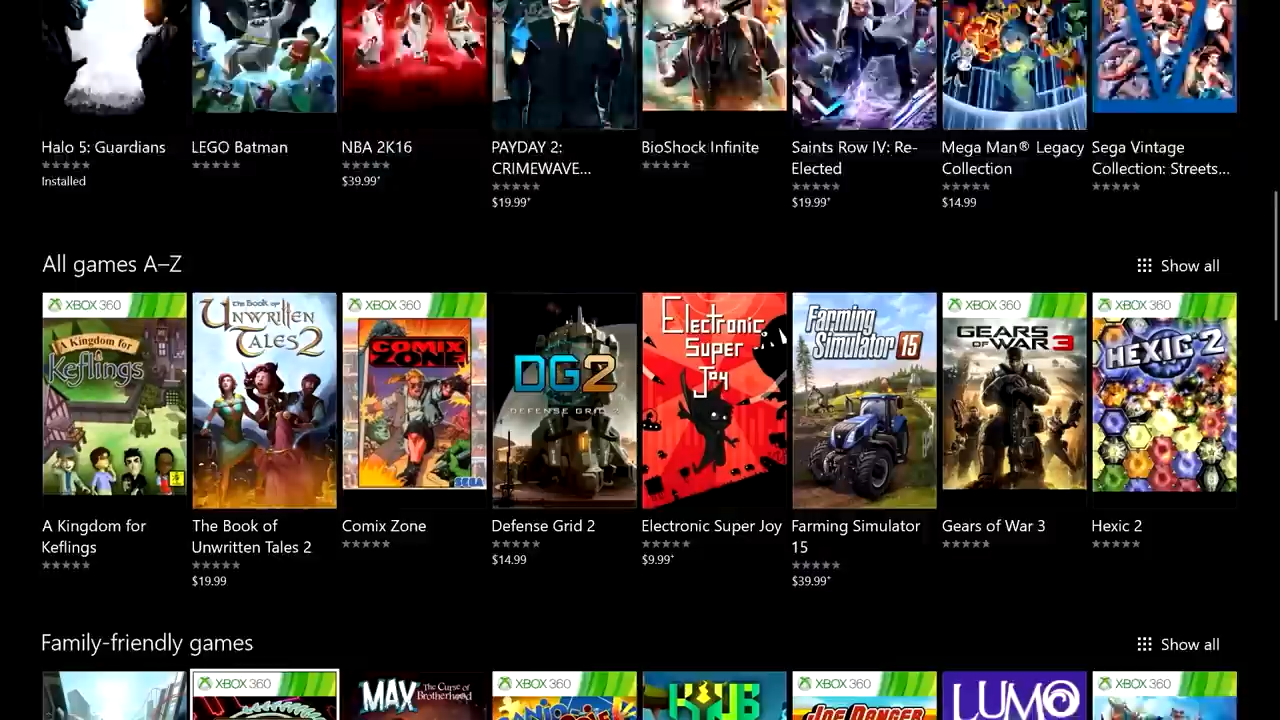 Halo 5: Guardians
Installed
LEGO Batman
NBA 2K16
$39.99+
PAYDAY 2:
CRIMEWAVE...
$19.99+
BioShock Infinite
Saints Row IV: Re-
Elected
$19.99+
Mega Man® Legacy
Collection
$14.99
Sega Vintage
Collection: Streets...
All games A–Z
Show all
XBOX 360
A Kingdom for
Keflings
The Book of
Unwritten
Tales 2
XBOX 360
COMIX
ZONE
SEGA
DG2
DEFENSE GRID 2
Electronic
Super
Joy
Farming
Simulator 15
XBOX 360
GEARS
OF WAR 3
XBOX 360
HEXIC 2
A Kingdom for
Keflings
The Book of
Unwritten Tales 2
$19.99
Comix Zone
Defense Grid 2
$14.99
Electronic Super Joy
$9.99+
Farming Simulator
15
$39.99+
Gears of War 3
Hexic 2
Family-friendly games
Show all
XBOX 360
MAX The Curse of
Brotherhood
XBOX 360
XBOX 360
JOE DANGER
LUMO
XBOX 360